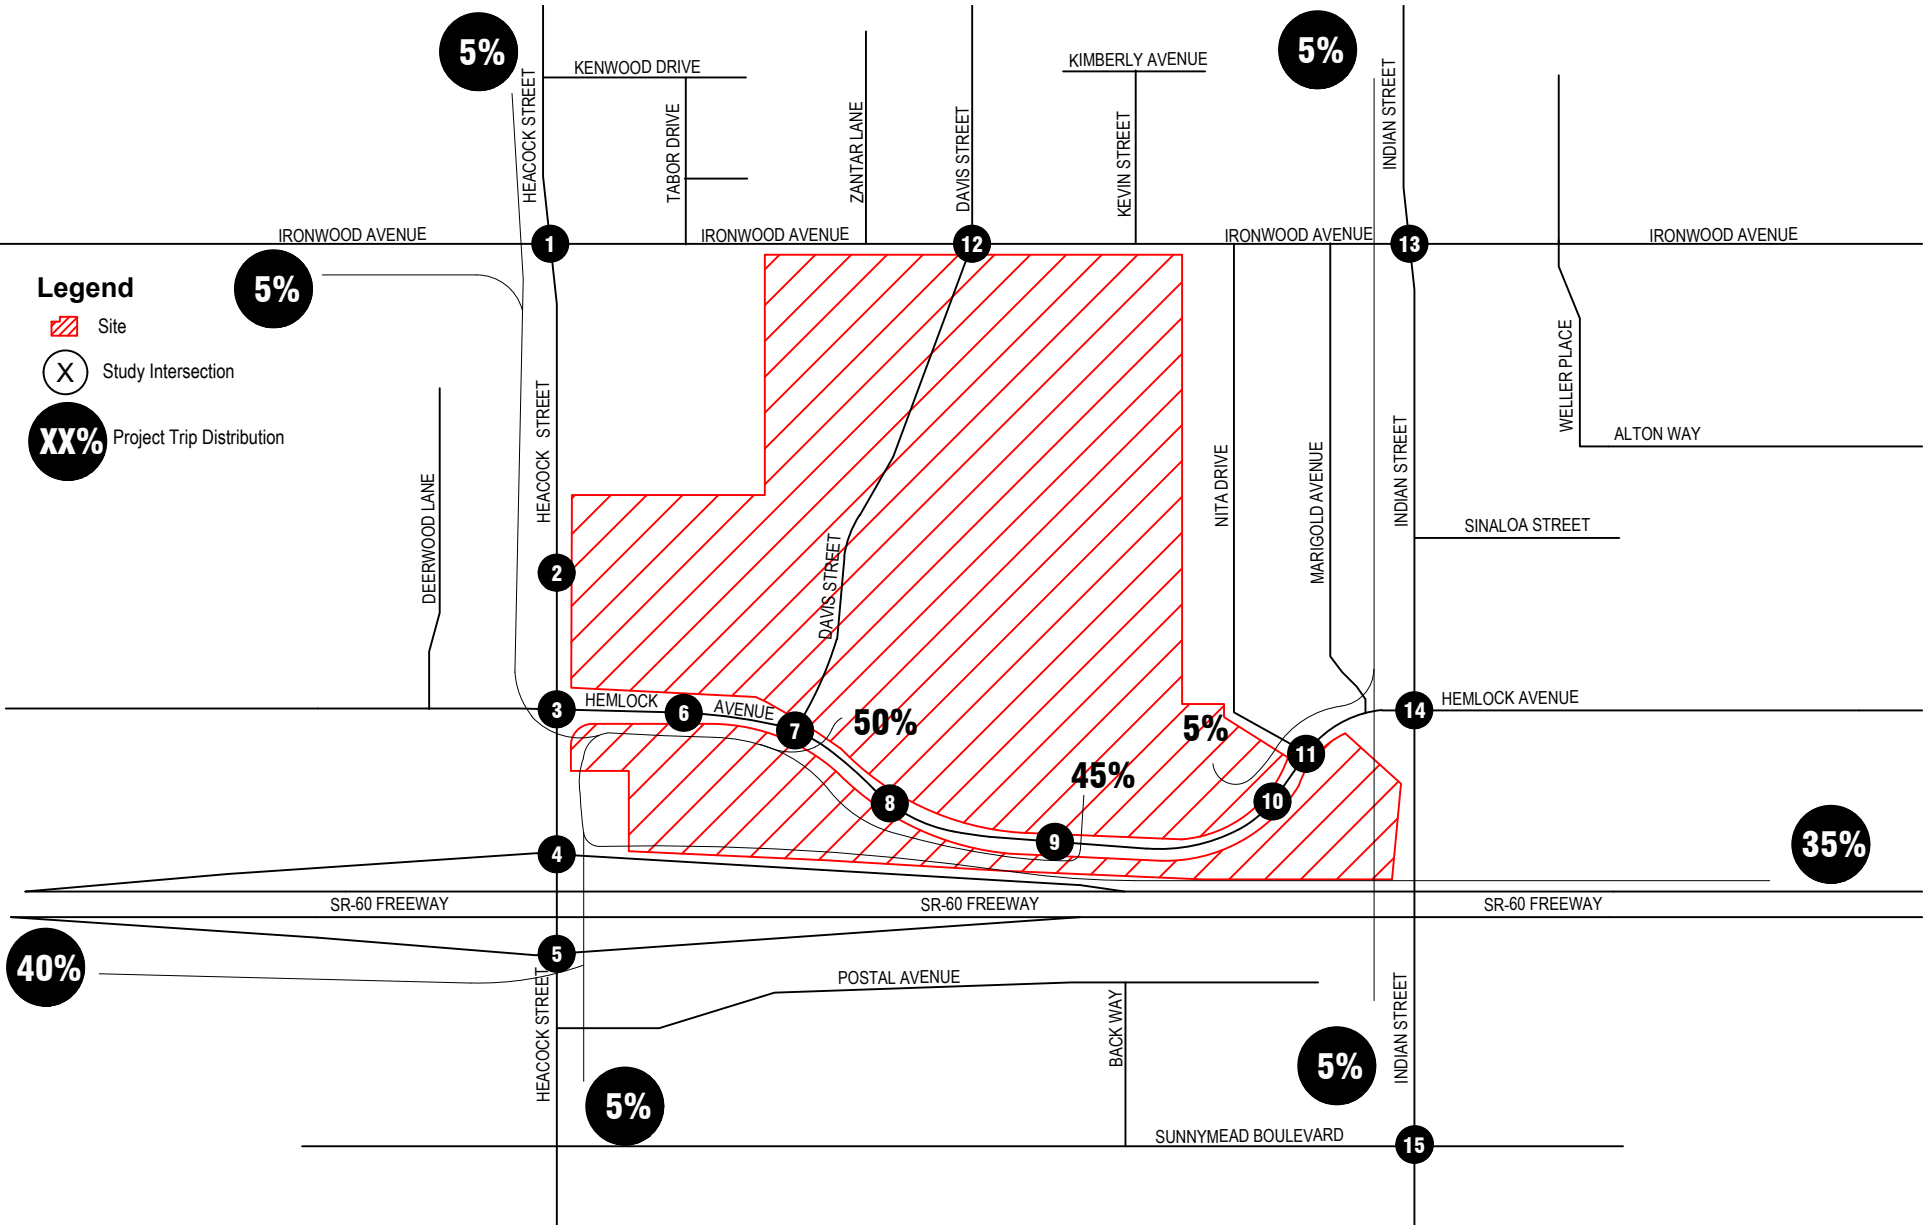 5%
5%
KENWOOD DRIVE
KIMBERLY AVENUE
HEACOCK STREET
TABOR DRIVE
ZANTAR LANE
DAVIS STREET
KEVIN STREET
INDIAN STREET
IRONWOOD AVENUE
1
IRONWOOD AVENUE
12
IRONWOOD AVENUE
13
IRONWOOD AVENUE
5%
Legend
Site
X Study Intersection
XX% Project Trip Distribution
DEERWOOD LANE
HEACOCK STREET
2
DAVIS STREET
NITA DRIVE
MARIGOLD AVENUE
INDIAN STREET
WELLER PLACE
ALTON WAY
SINALOA STREET
3
HEMLOCK
6
AVENUE
7
50%
5%
11
14
HEMLOCK AVENUE
45%
8
10
9
4
35%
SR-60 FREEWAY
SR-60 FREEWAY
SR-60 FREEWAY
40%
5
HEACOCK STREET
POSTAL AVENUE
BACK WAY
INDIAN STREET
5%
5%
SUNNYMEAD BOULEVARD
15